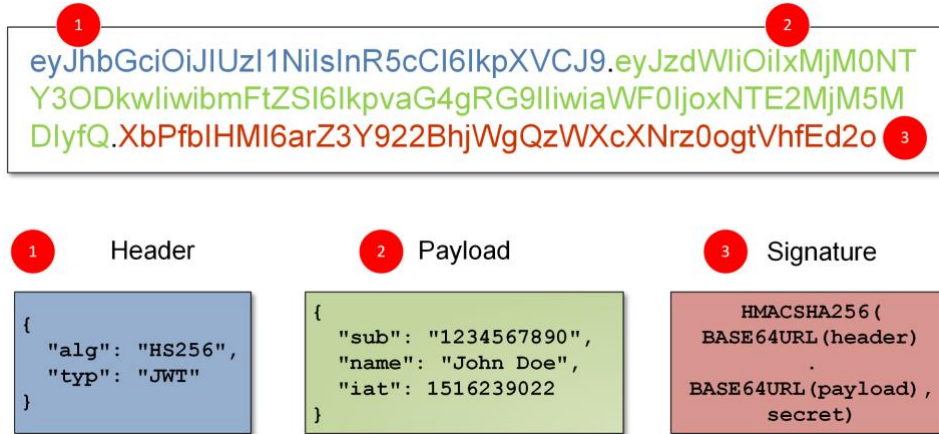 1
2
eyJhbGciOiJIUzI1NiIsInR5cCI6IkpXVCJ9.eyJzdWIiOiIxMjM0NT
Y3ODkwIiwibmFtZSI6IkpvaG4gRG9lIiwiaWF0IjoxNTE2MjM5M
DIyfQ.XbPfbIHMI6arZ3Y922BhjWgQzWXcXNrz0ogtVhfEd2o
3
1 Header
2 Payload
3 Signature
{
"alg": "HS256",
"typ": "JWT"
}
{
"sub": "1234567890",
"name": "John Doe",
"iat": 1516239022
}
HMACSHA256(
BASE64URL(header)
.
BASE64URL(payload),
secret)